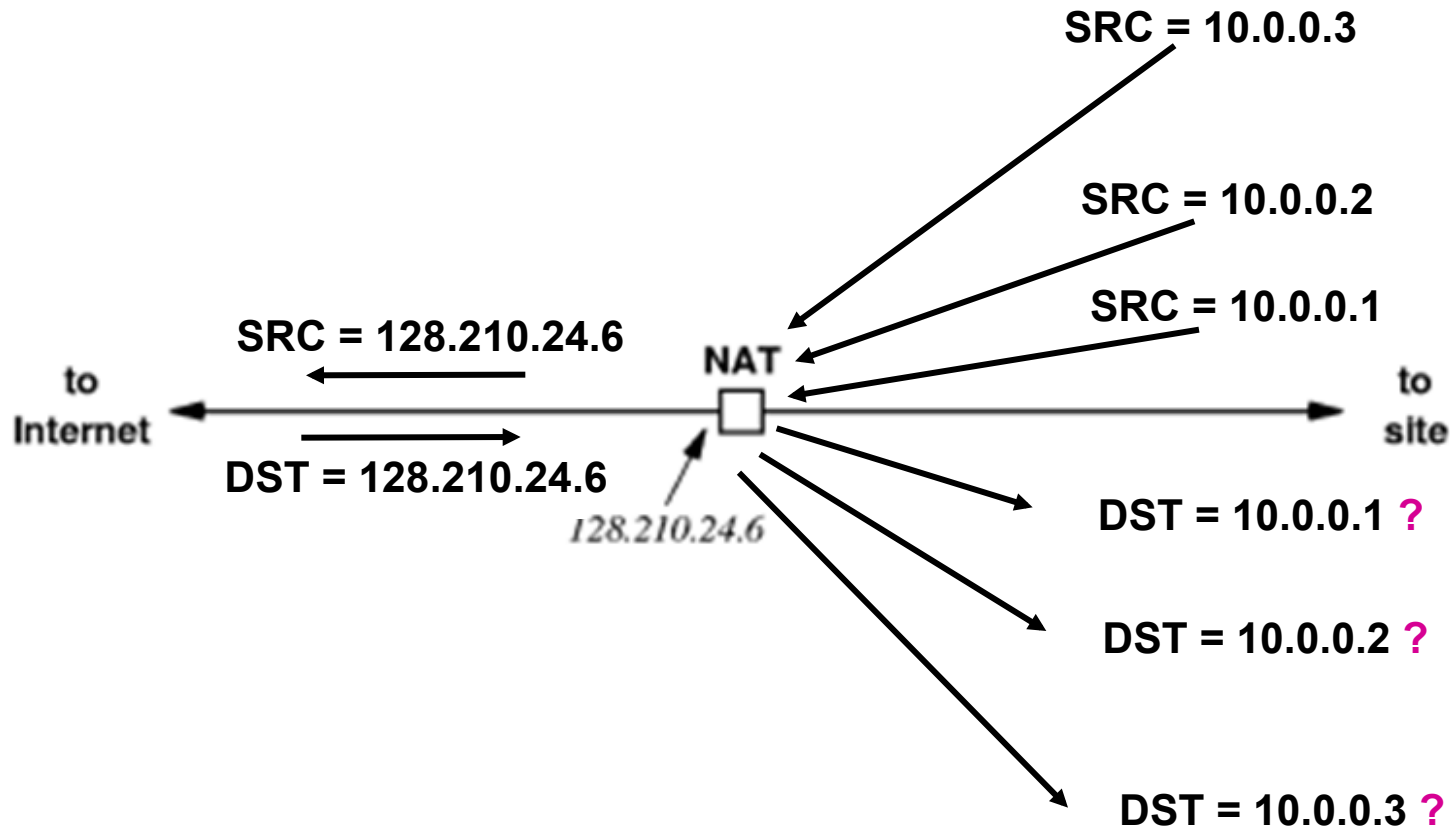 SRC = 10.0.0.3
SRC = 10.0.0.2
SRC = 10.0.0.1
SRC = 128.210.24.6
NAT
to
Internet
to
site
DST = 128.210.24.6
128.210.24.6
DST = 10.0.0.1 ?
DST = 10.0.0.2 ?
DST = 10.0.0.3 ?